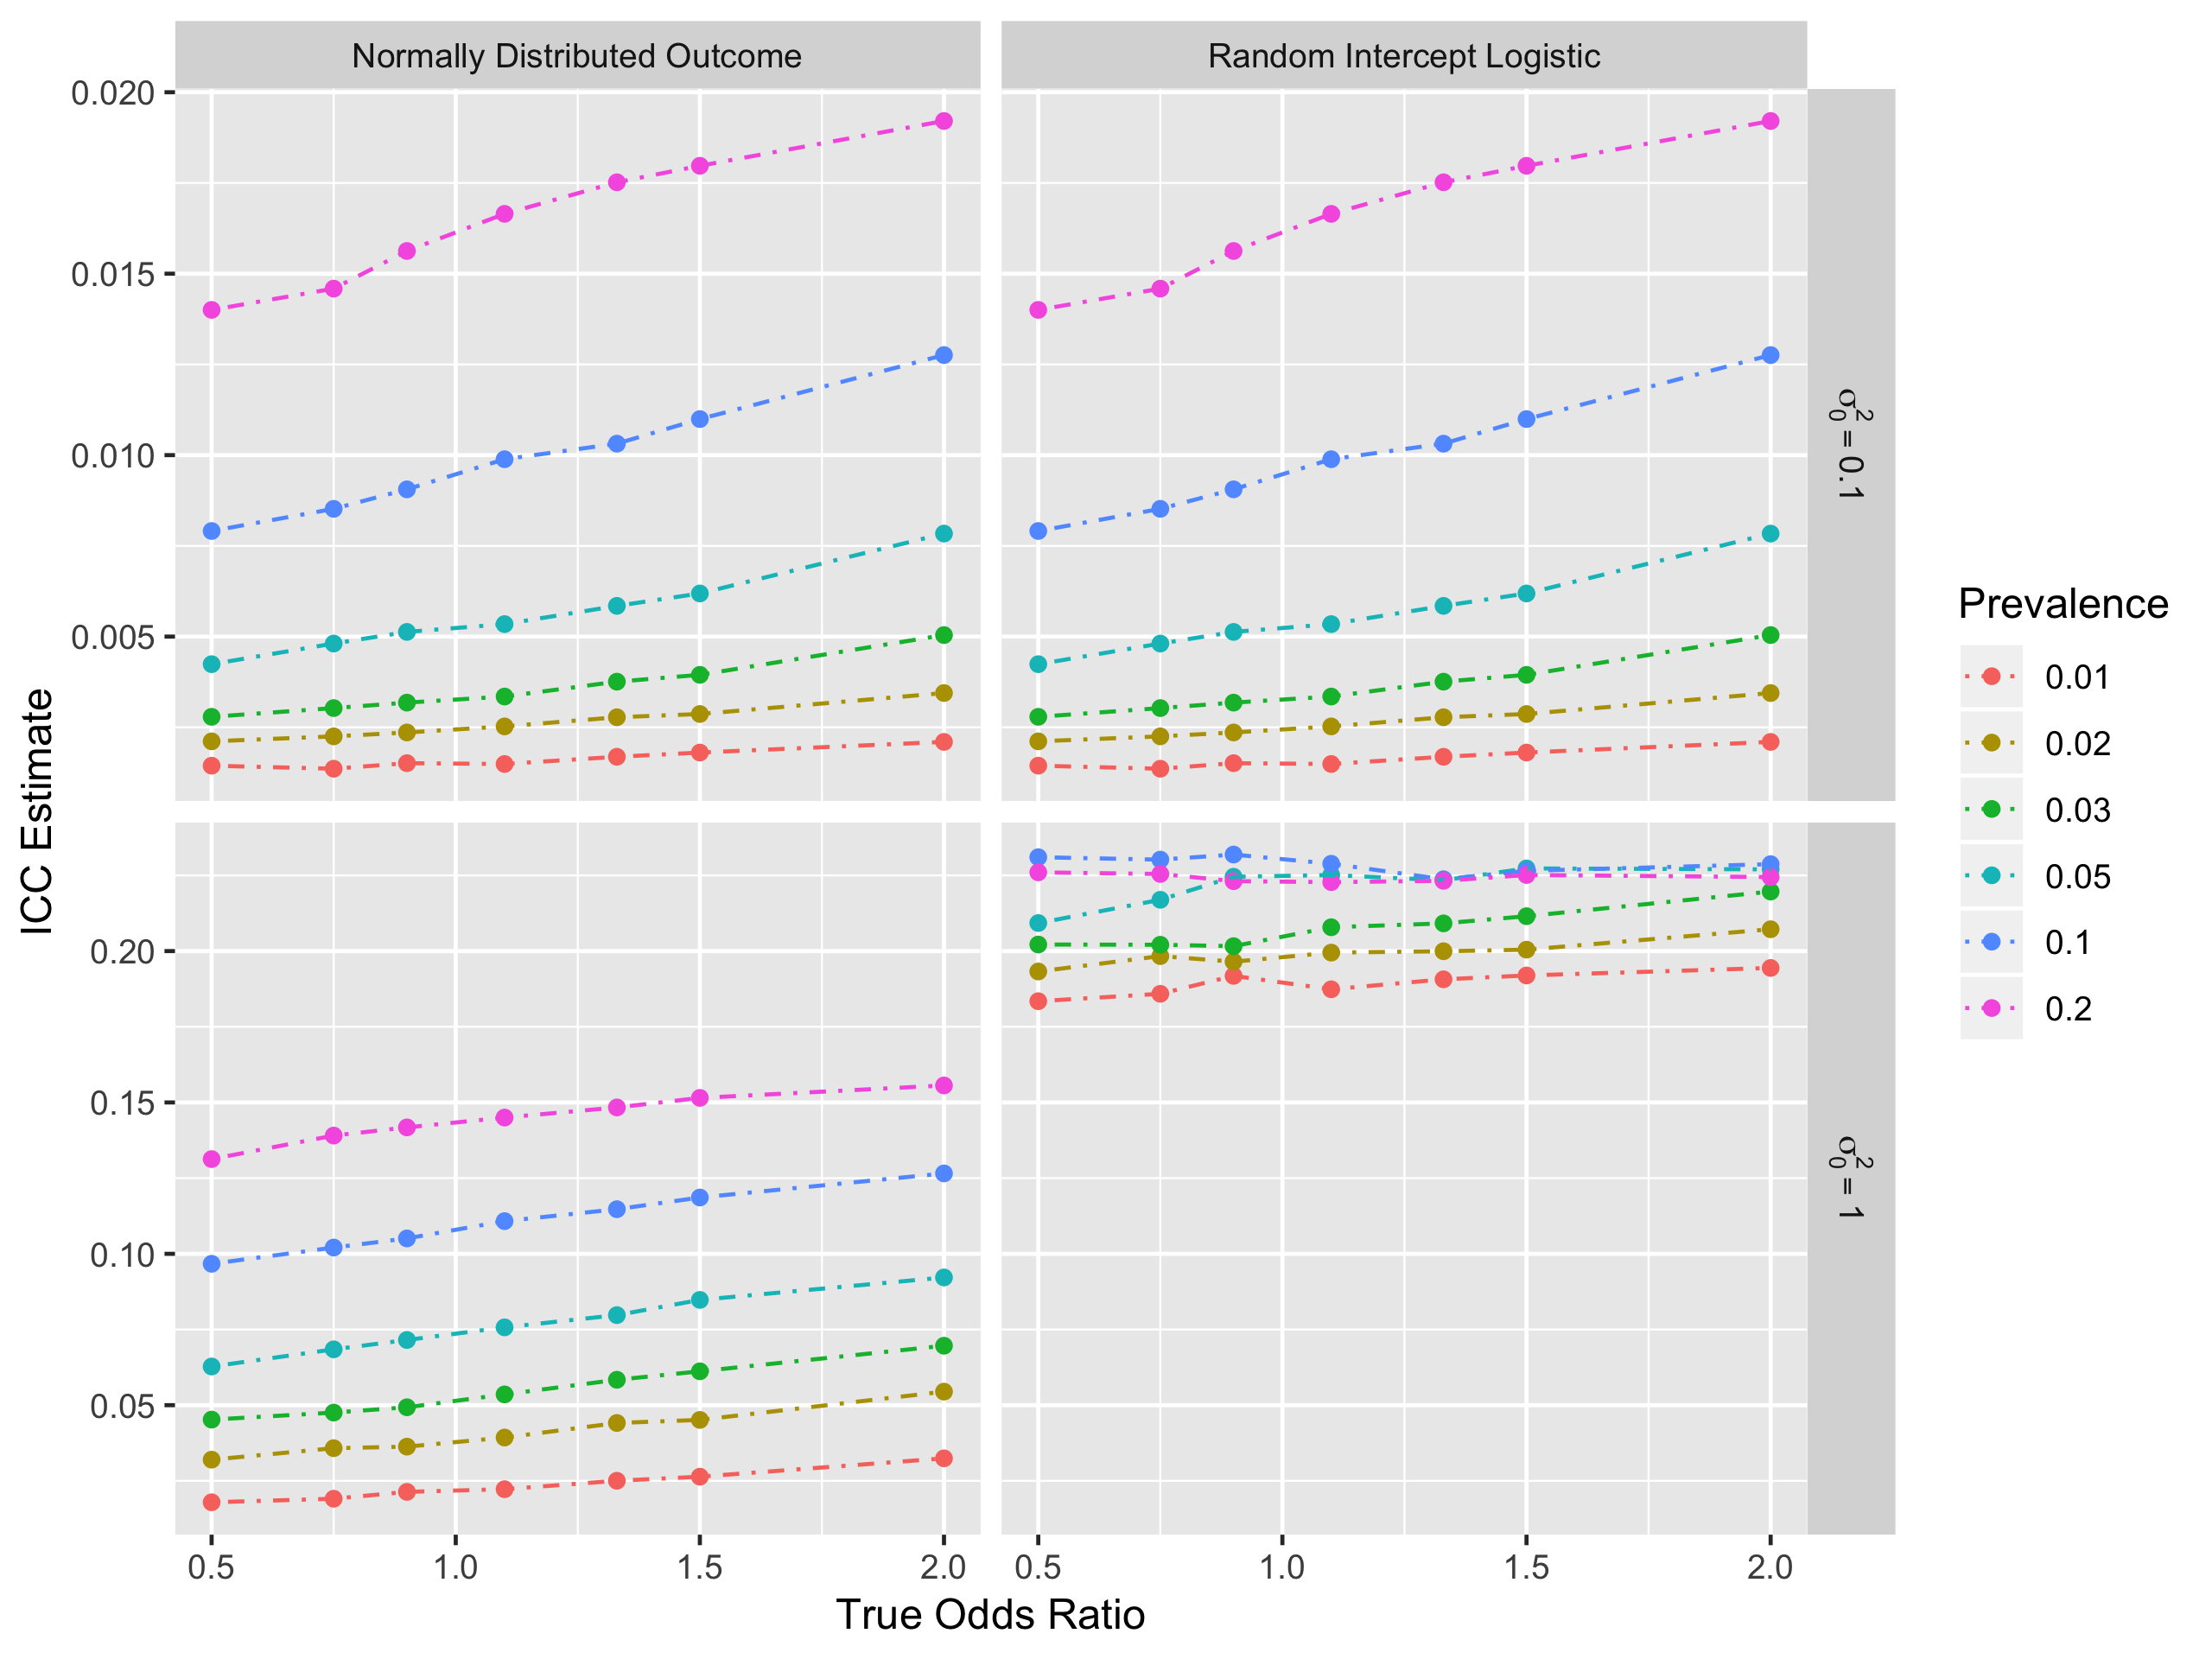 Normally Distributed Outcome
Random Intercept Logistic
0.020
0.015
0.010
0.005
σ₀² = 0.1
0.20
0.15
0.10
0.05
σ₀² = 1
0.5 1.0 1.5 2.0
0.5 1.0 1.5 2.0
True Odds Ratio
ICC Estimate
Prevalence
0.01
0.02
0.03
0.05
0.1
0.2